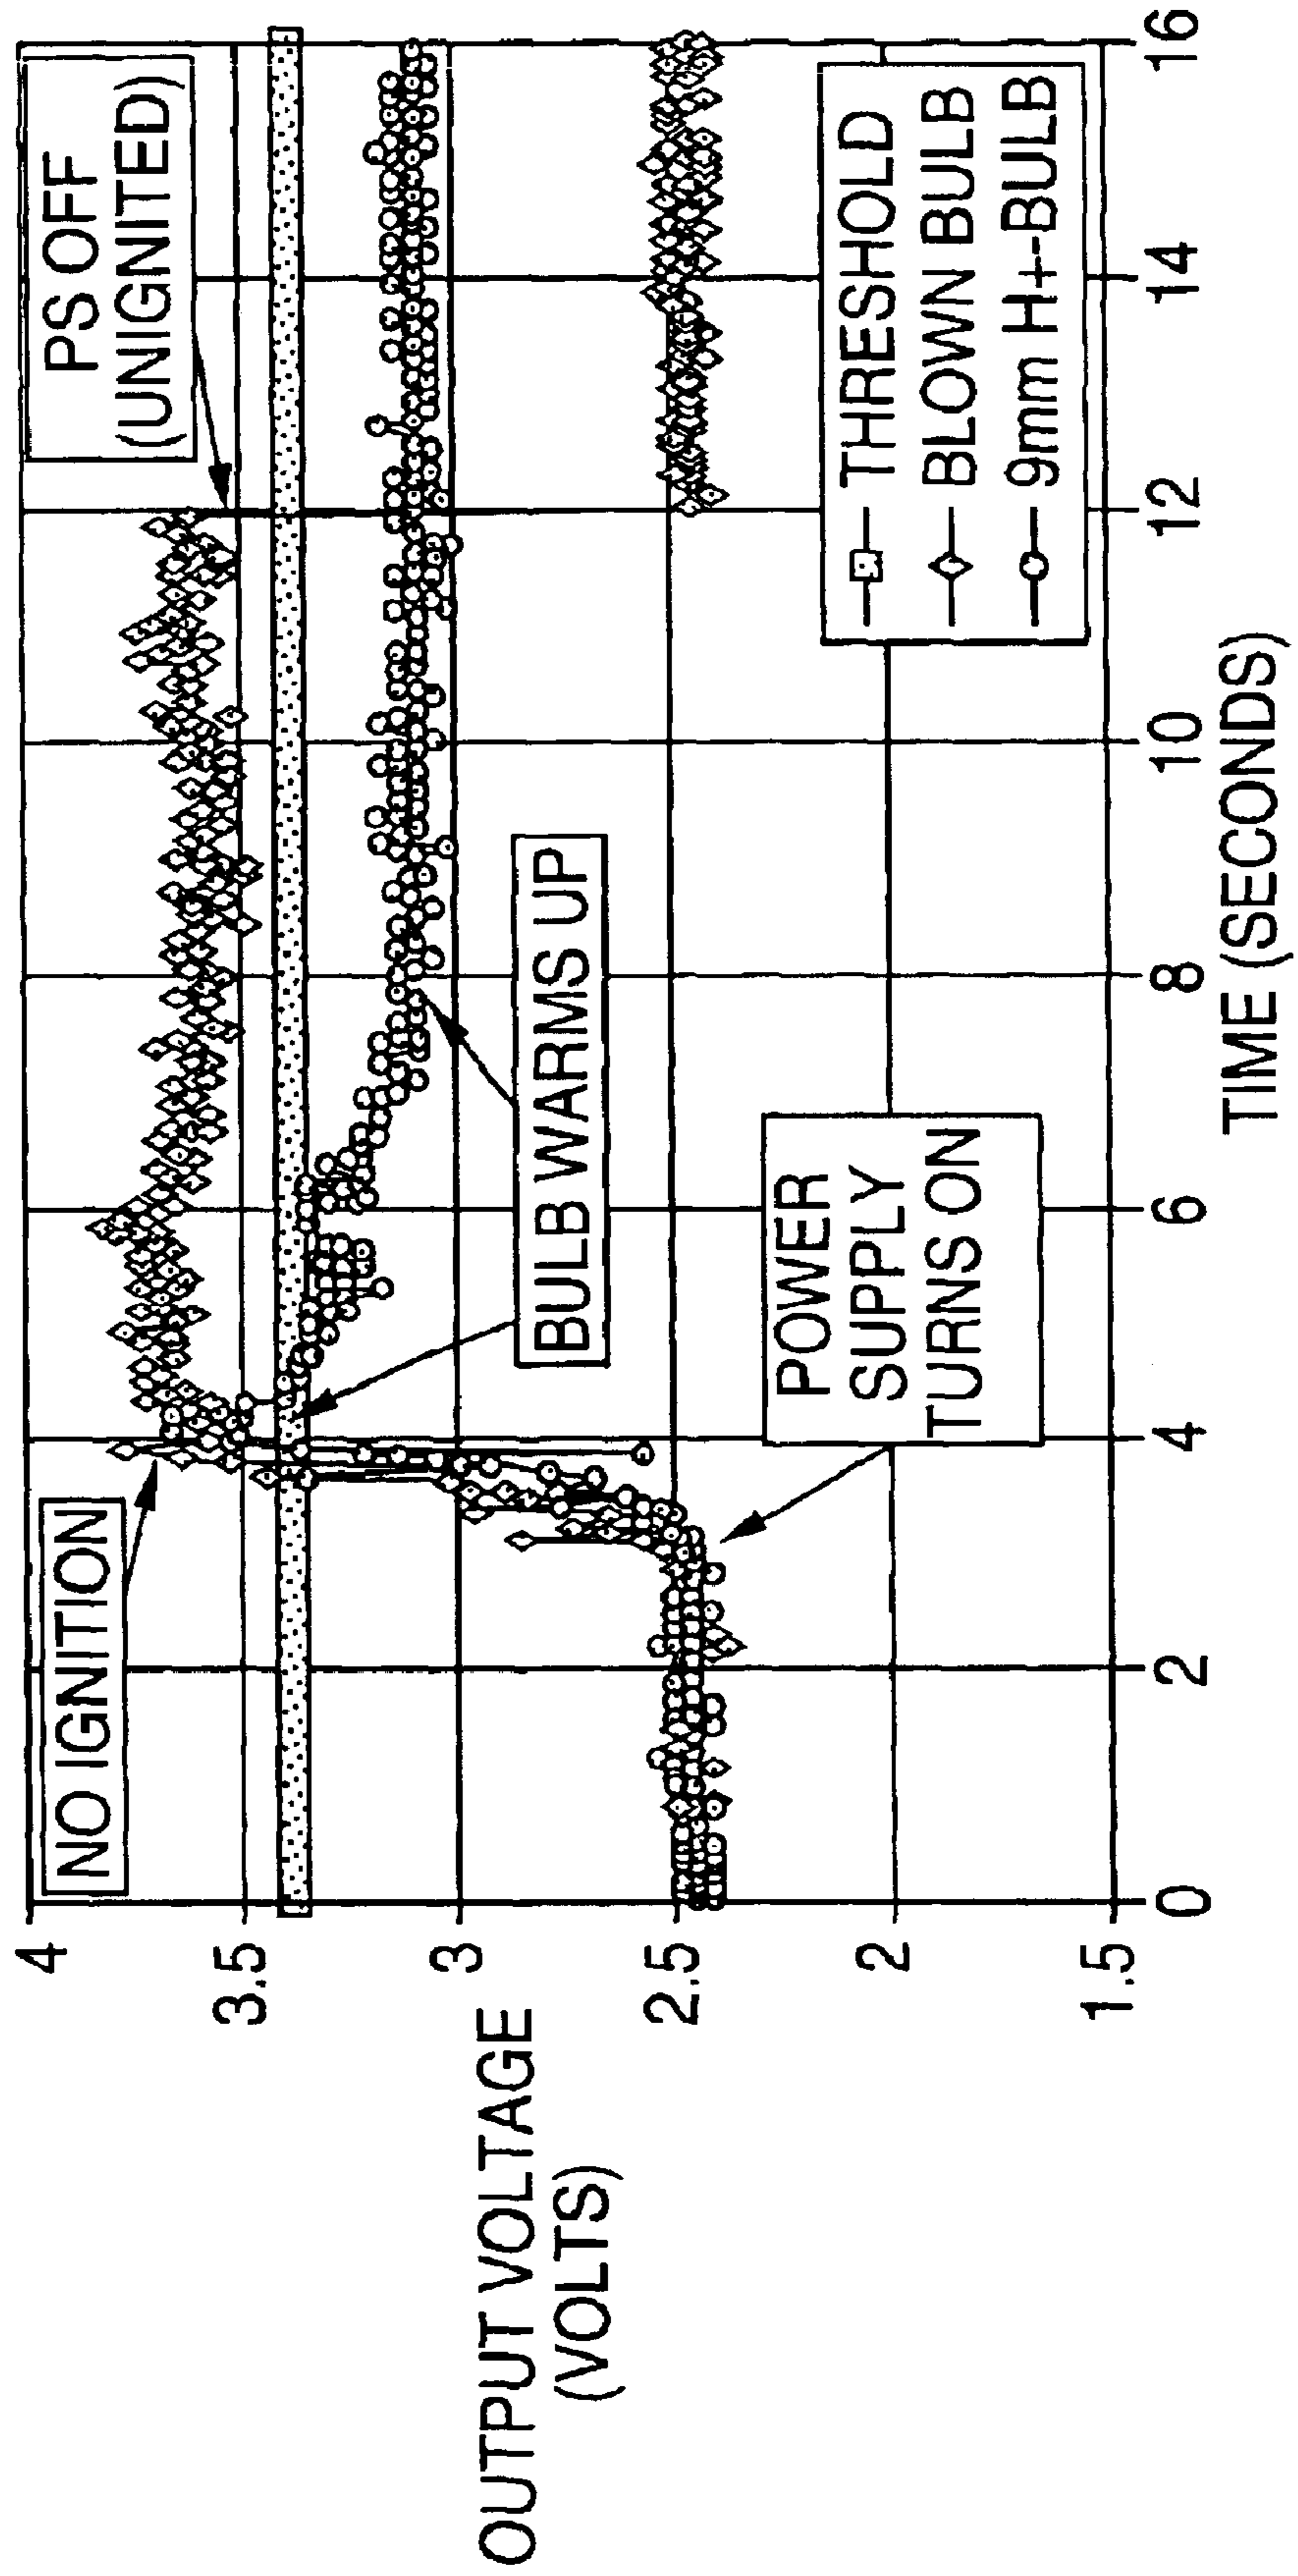 NO IGNITION
PS OFF
(UNIGNITED)
BULB WARMS UP
POWER
SUPPLY
TURNS ON
THRESHOLD
BLOWN BULB
9mm H+-BULB
OUTPUT VOLTAGE
(VOLTS)
4
3.5
3
2.5
2
1.5
0
2
4
6
8
10
12
14
16
TIME (SECONDS)